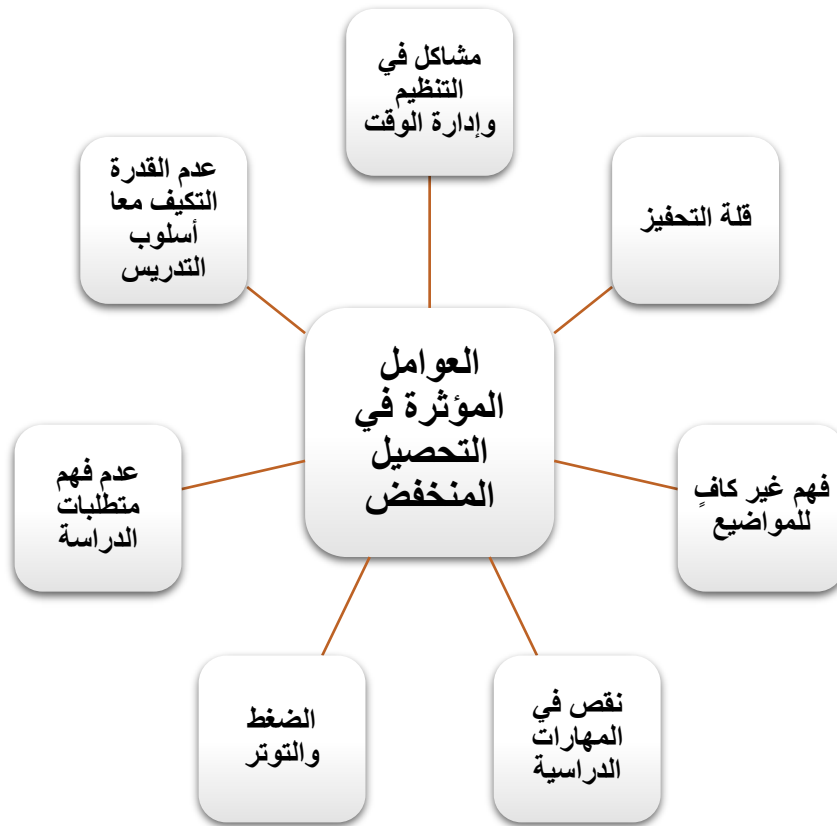 مشاكل في
التنظيم
وإدارة الوقت
قلة التحفيز
عدم القدرة
التكيف معا
أسلوب
التدريس
العوامل
المؤثرة في
التحصيل
المنخفض
فهم غير كافٍ
للمواضيع
عدم فهم
متطلبات
الدراسة
نقص في
المهارات
الدراسية
الضغط
والتوتر